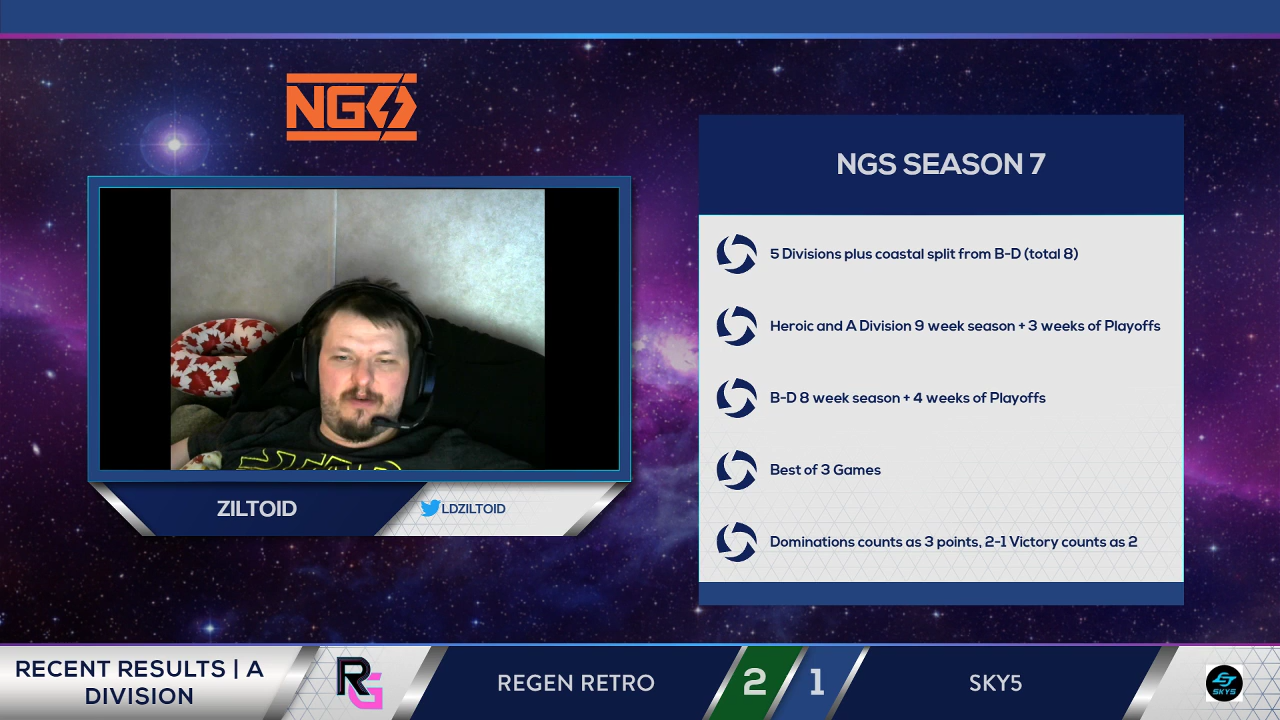 NGS
NGS SEASON 7
5 Divisions plus coastal split from B-D (total 8)
Heroic and A Division 9 week season + 3 weeks of Playoffs
B-D 8 week season + 4 weeks of Playoffs
Best of 3 Games
Dominations counts as 3 points, 2-1 Victory counts as 2
ZILTOID
LDZILTOID
RECENT RESULTS | A
DIVISION
RG
REGEN RETRO
2
1
SKY5
SKY5